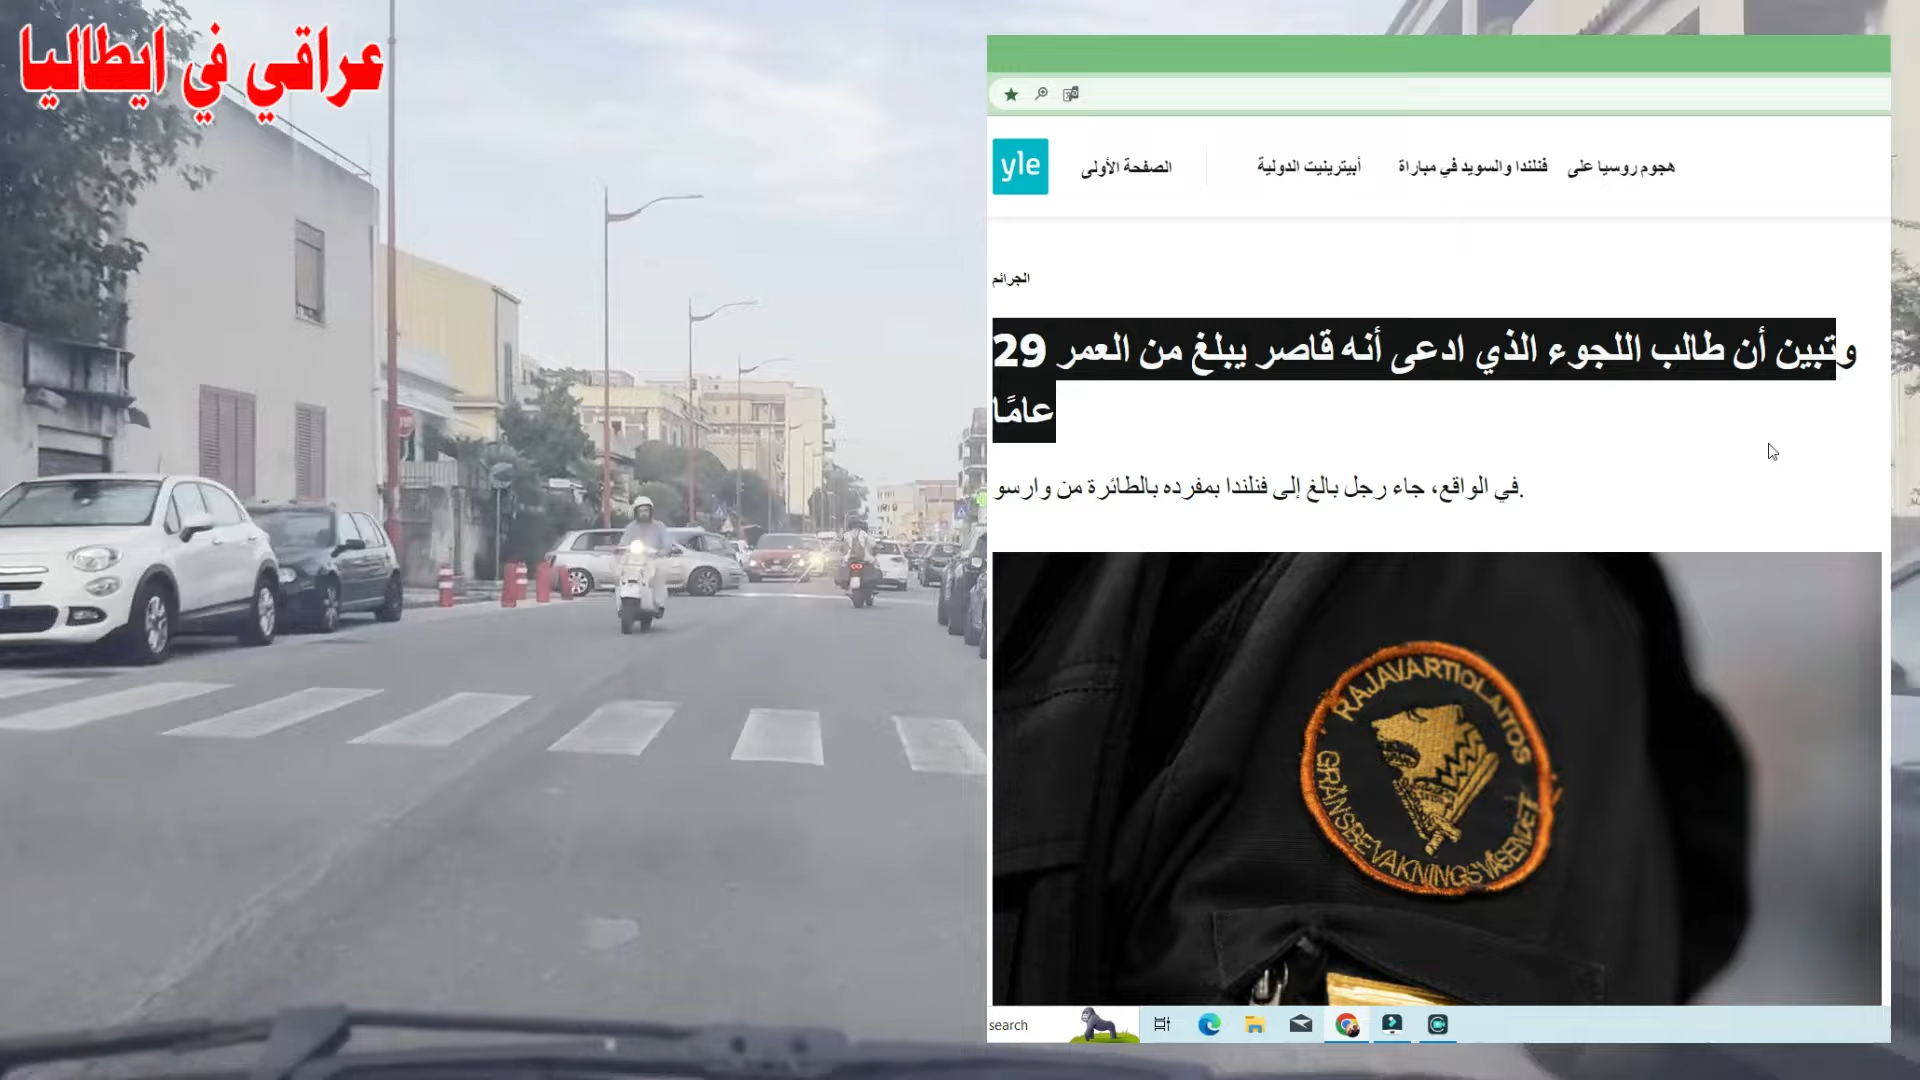 عراقي في ايطاليا
yle
الصفحة الأولى
أبيترينيت الدولية
فنلندا والسويد في مباراة
هجوم روسيا على
الجرائم
وتبين أن طالب اللجوء الذي ادعى أنه قاصر يبلغ من العمر 29
عامًا
في الواقع، جاء رجل بالغ إلى فنلندا بمفرده بالطائرة من وارسو.
RAJAVARTIOLAITOS
GRÄNSBEVAKNINGSVÄSENDET
search